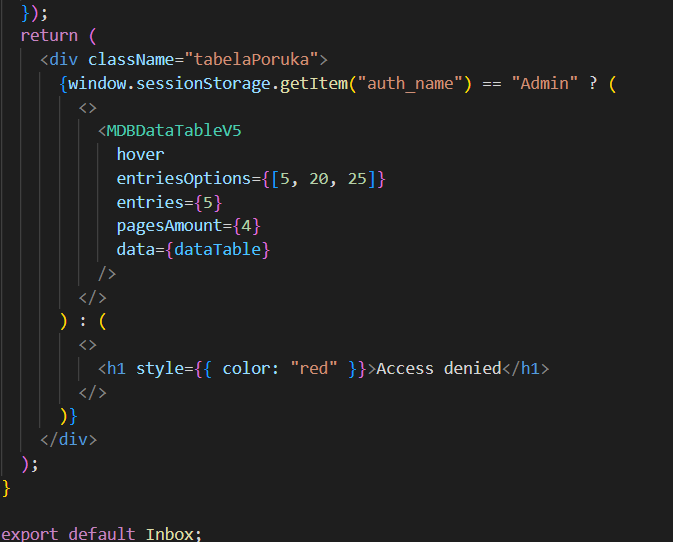 });
return (
<div className="tabelaPoruka">
{window.sessionStorage.getItem("auth_name") == "Admin" ? (
<>
<MDBDataTableV5
hover
entriesOptions={[5, 20, 25]}
entries={5}
pagesAmount={4}
data={dataTable}
/>
</>
) : (
<>
<h1 style={{ color: "red" }}>Access denied</h1>
</>
)}
</div>
);
}
export default Inbox;